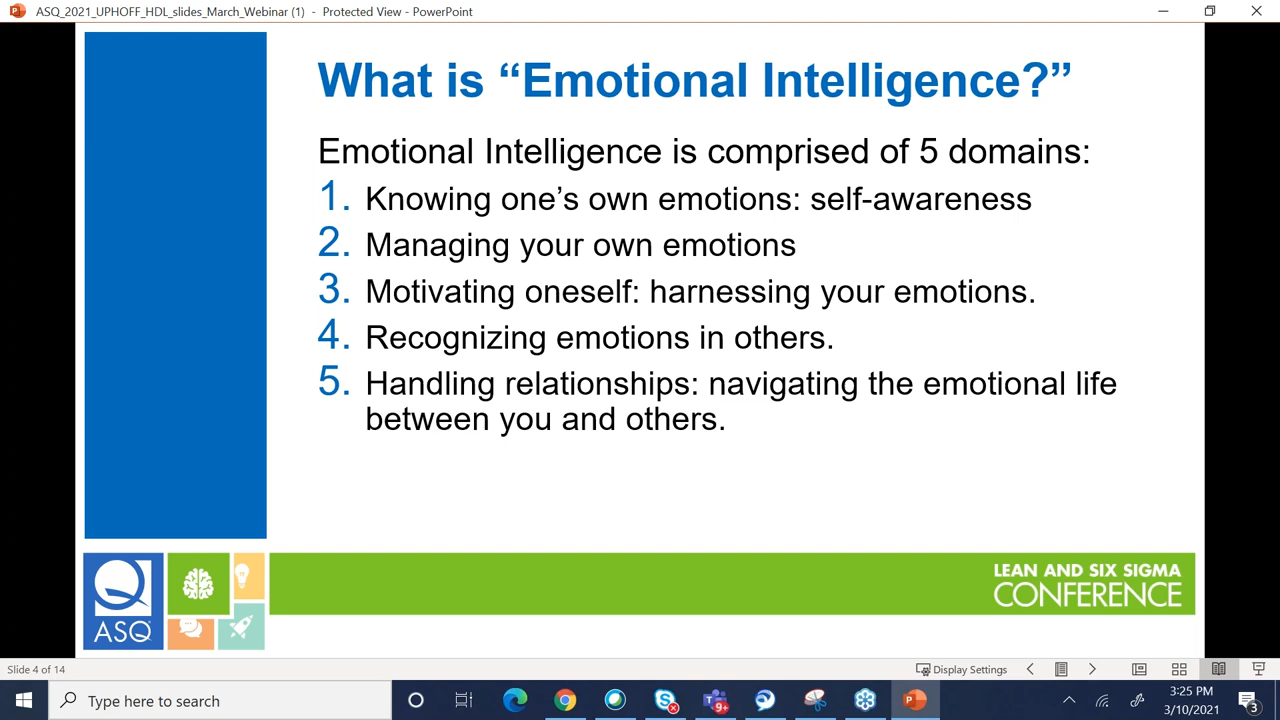 ASQ_2021_UPHOFF_HDL_slides_March_Webinar (1) - Protected View - PowerPoint
What is “Emotional Intelligence?”
Emotional Intelligence is comprised of 5 domains:
1. Knowing one’s own emotions: self-awareness
2. Managing your own emotions
3. Motivating oneself: harnessing your emotions.
4. Recognizing emotions in others.
5. Handling relationships: navigating the emotional life
between you and others.
ASQ
LEAN AND SIX SIGMA
CONFERENCE
Slide 4 of 14
Display Settings
Type here to search
9+
3:25 PM
3/10/2021
3